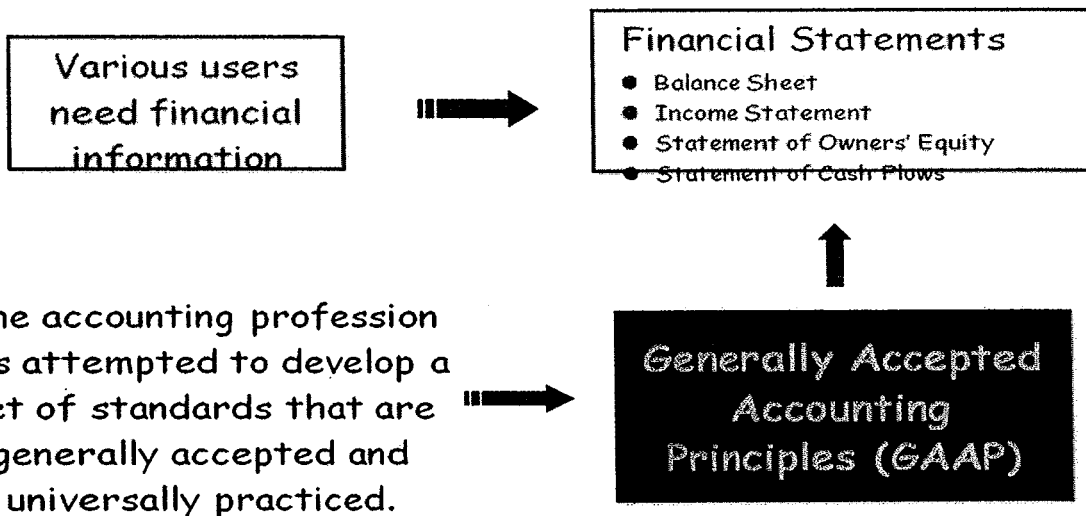 Various users
need financial
information
Financial Statements
● Balance Sheet
● Income Statement
● Statement of Owners' Equity
● Statement of Cash Flows
ne accounting profession
s attempted to develop a
et of standards that are
generally accepted and
universally practiced.
Generally Accepted
Accounting
Principles (GAAP)